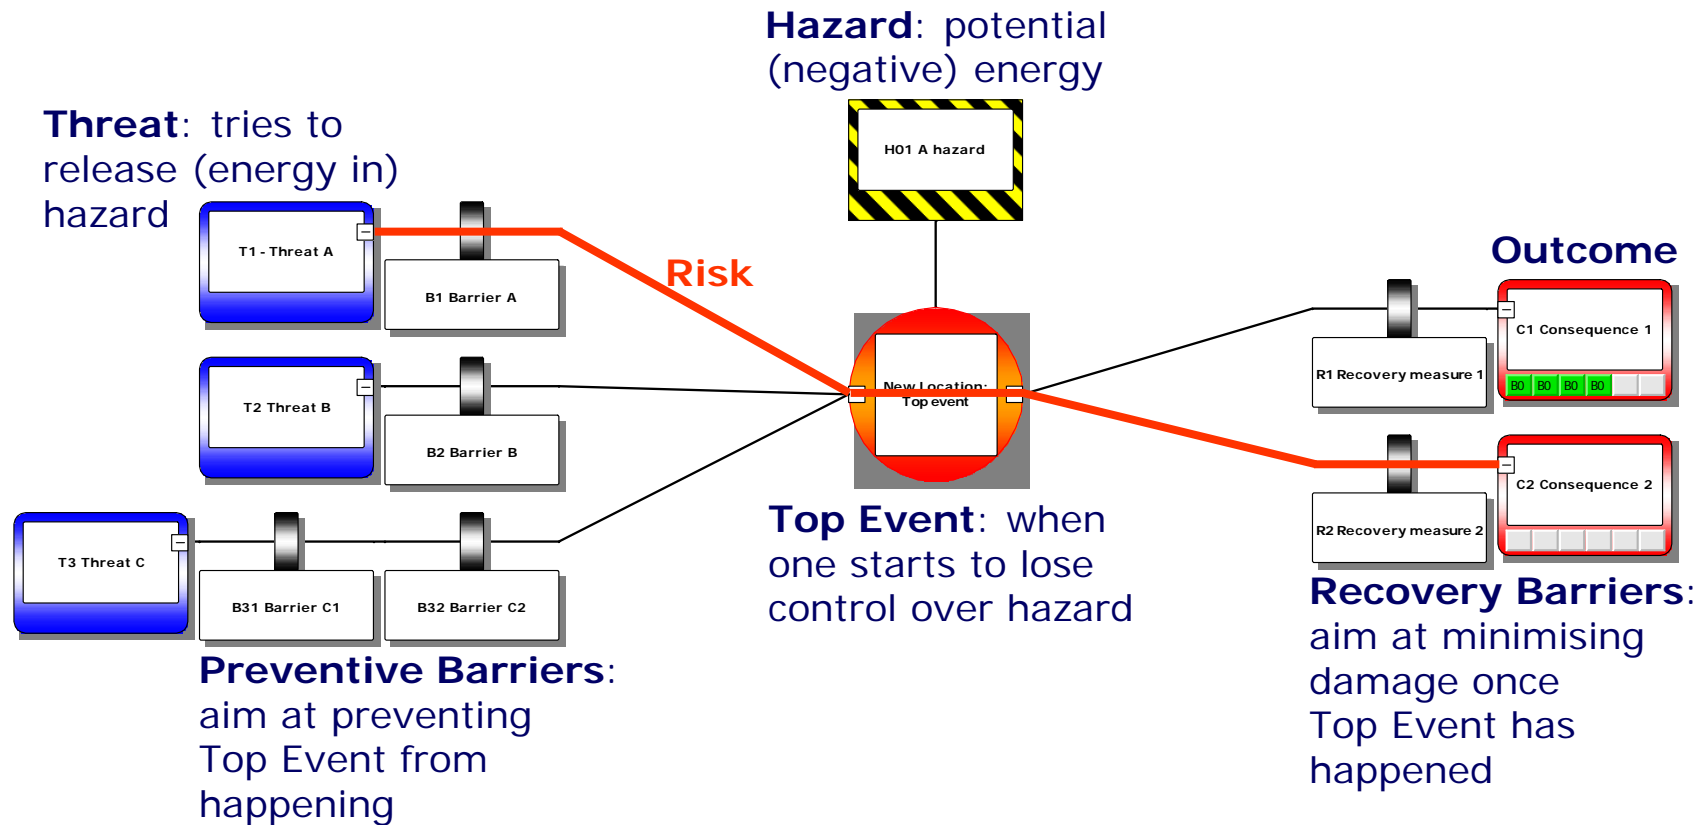 Hazard: potential
(negative) energy
H01 A hazard
Threat: tries to
release (energy in)
hazard
T1 - Threat A
B1 Barrier A
Risk
T2 Threat B
B2 Barrier B
T3 Threat C
B31 Barrier C1
B32 Barrier C2
Preventive Barriers:
aim at preventing
Top Event from
happening
New Location:
Top event
Top Event: when
one starts to lose
control over hazard
Outcome
C1 Consequence 1
B0 B0 B0 B0
R1 Recovery measure 1
C2 Consequence 2
R2 Recovery measure 2
Recovery Barriers:
aim at minimising
damage once
Top Event has
happened